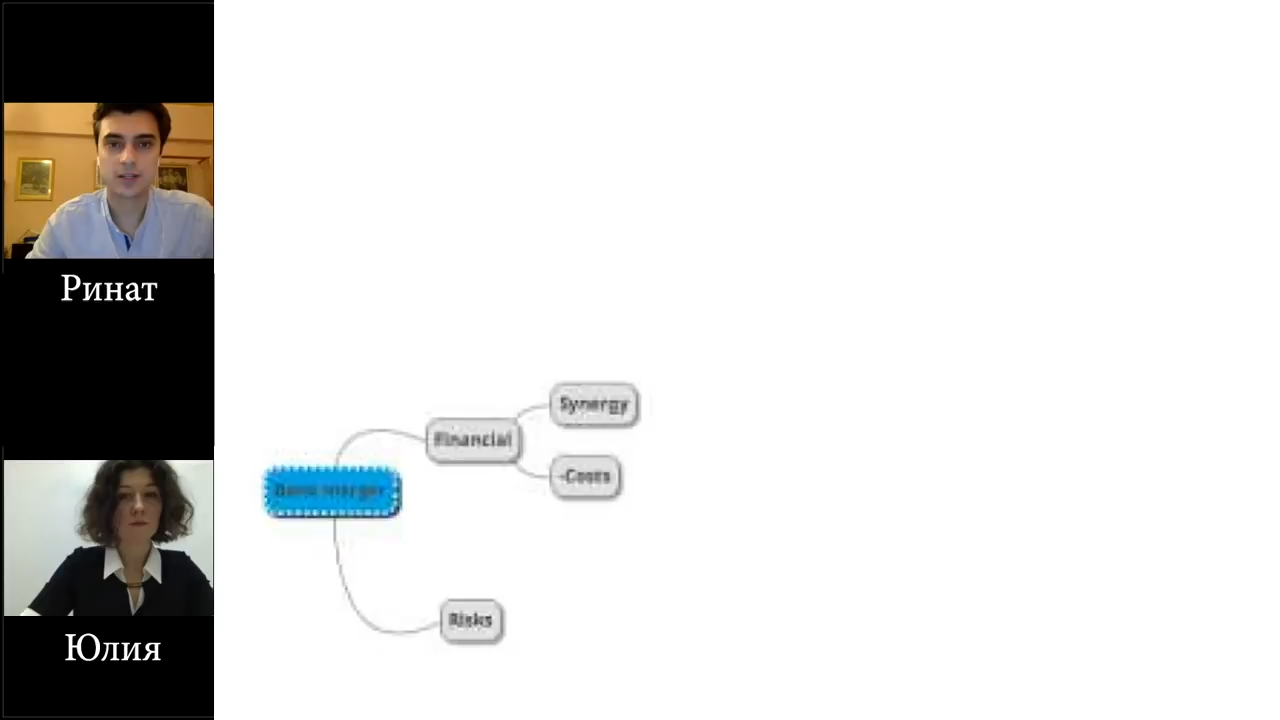 Ринат
Synergy
Financial
-Costs
Bank merger
Risks
Юлия